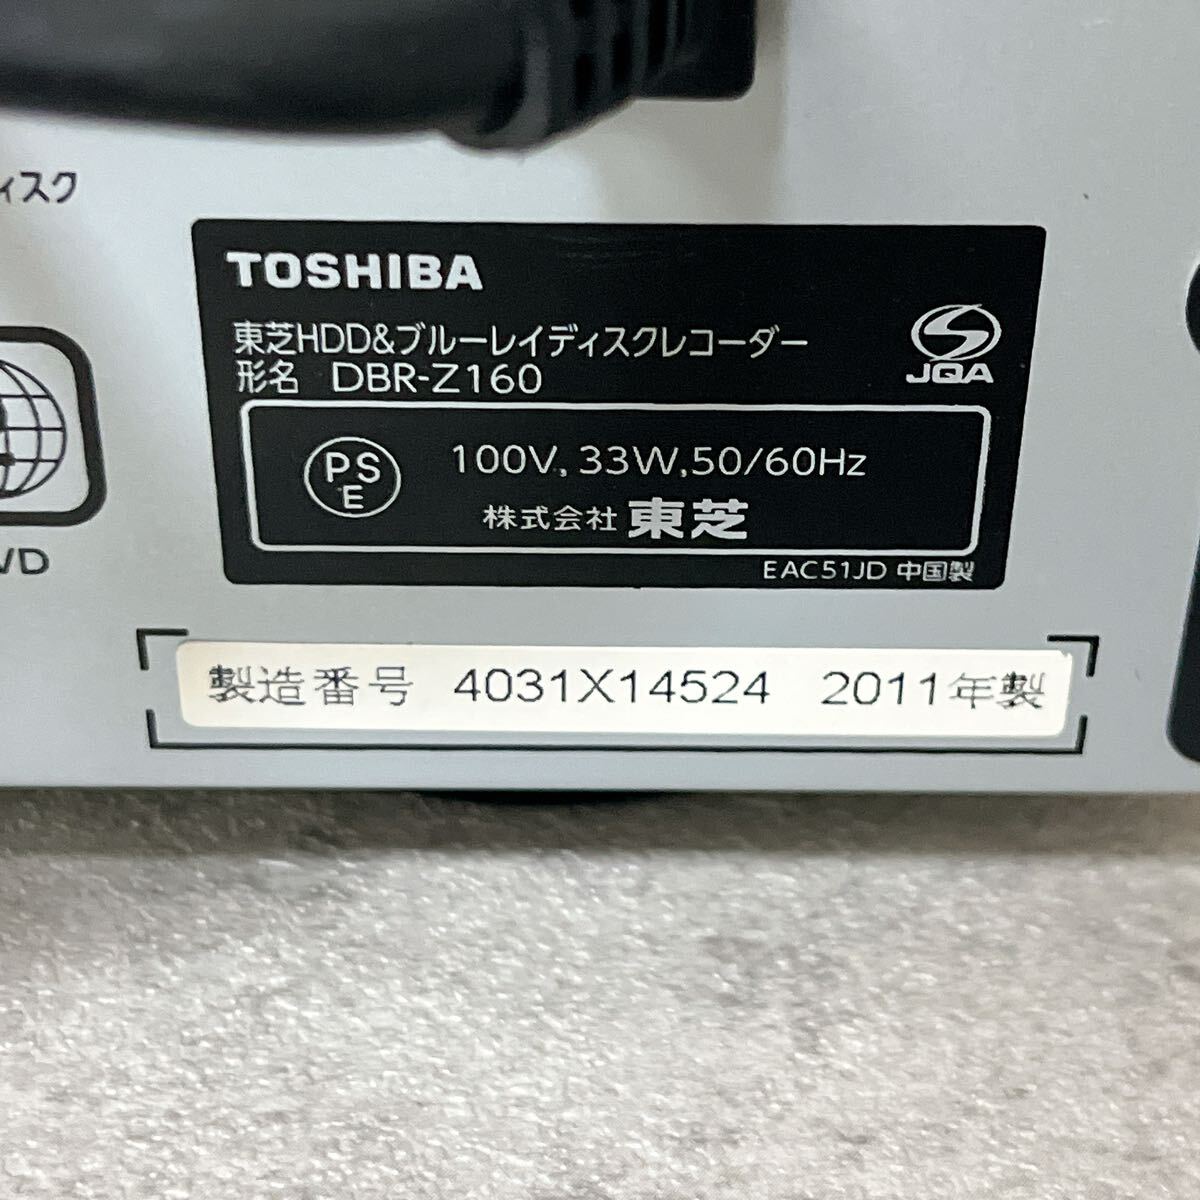 ィスク
TOSHIBA
東芝HDD&ブルーレイディスクレコーダー
形名 DBR-Z160
JQA
PS
E
100V, 33W,50/60Hz
株式会社 東芝
EAC51JD 中国製
VD
製造番号 4031X14524 2011年製